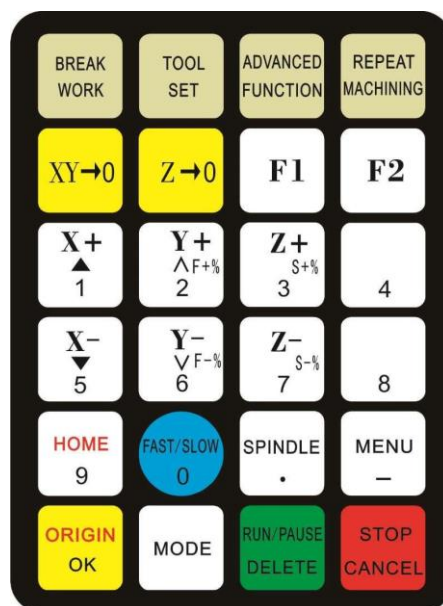 BREAK
WORK
TOOL
SET
ADVANCED
FUNCTION
REPEAT
MACHINING
XY→0
Z→0
F1
F2
X+
▲
1
Y+
∧F+%
2
Z+
S+%
3
4
X-
▼
5
Y-
∨F-%
6
Z-
S-%
7
8
HOME
9
FAST/SLOW
0
SPINDLE
.
MENU
–
ORIGIN
OK
MODE
RUN/PAUSE
DELETE
STOP
CANCEL